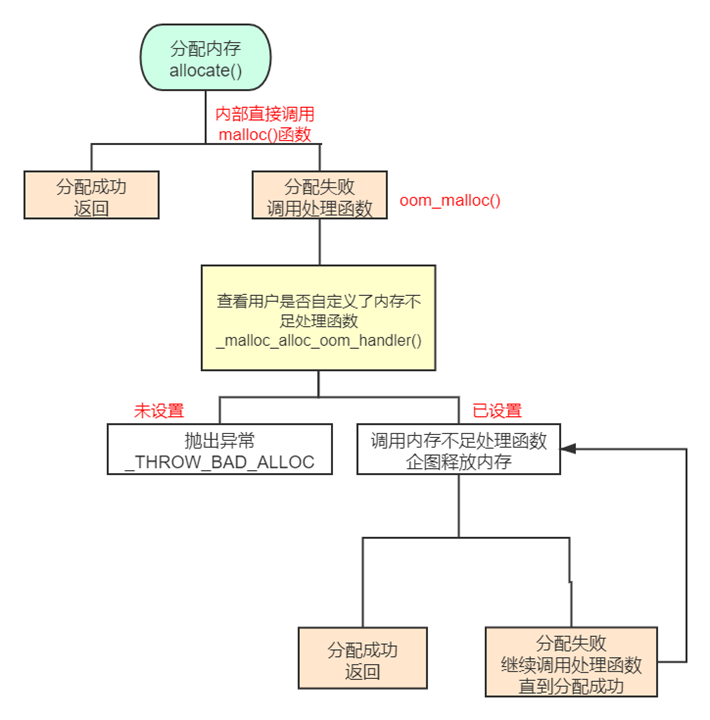 分配内存
allocate()
内部直接调用
malloc()函数
分配成功
返回
分配失败
调用处理函数
oom_malloc()
查看用户是否自定义了内存不
足处理函数
_malloc_alloc_oom_handler()
未设置
已设置
抛出异常
_THROW_BAD_ALLOC
调用内存不足处理函数
企图释放内存
分配成功
返回
分配失败
继续调用处理函数
直到分配成功